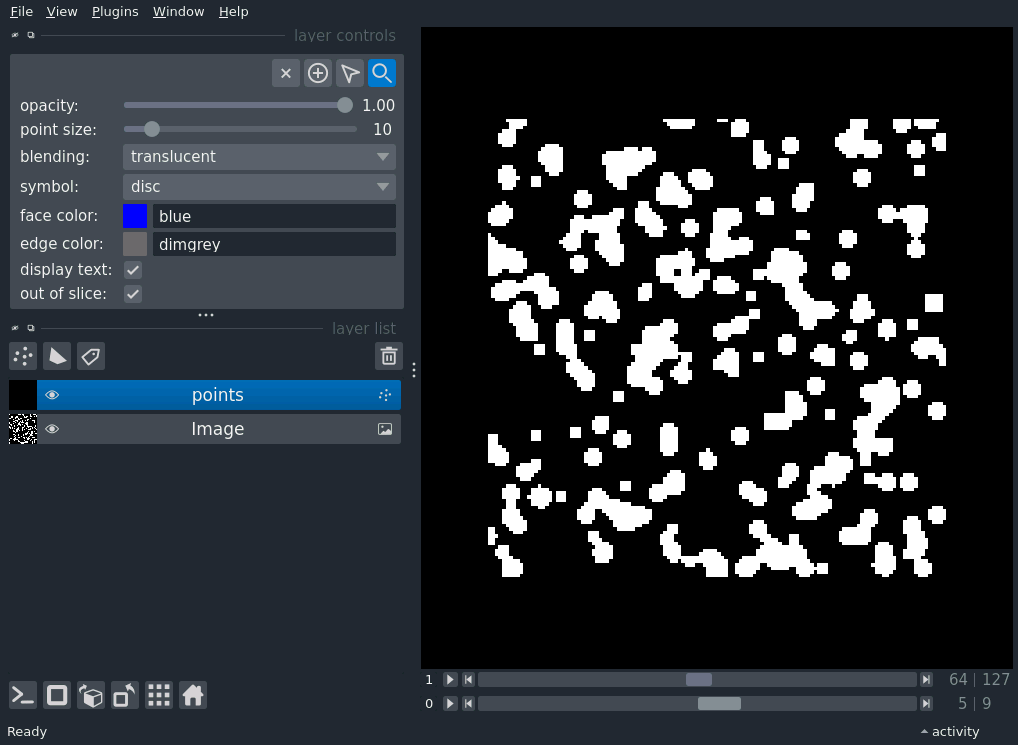 File View Plugins Window Help
layer controls
opacity: 1.00
point size: 10
blending: translucent
symbol: disc
face color: blue
edge color: dimgrey
display text:
out of slice:
layer list
points
Image
1 64 | 127
0 5 | 9
Ready activity